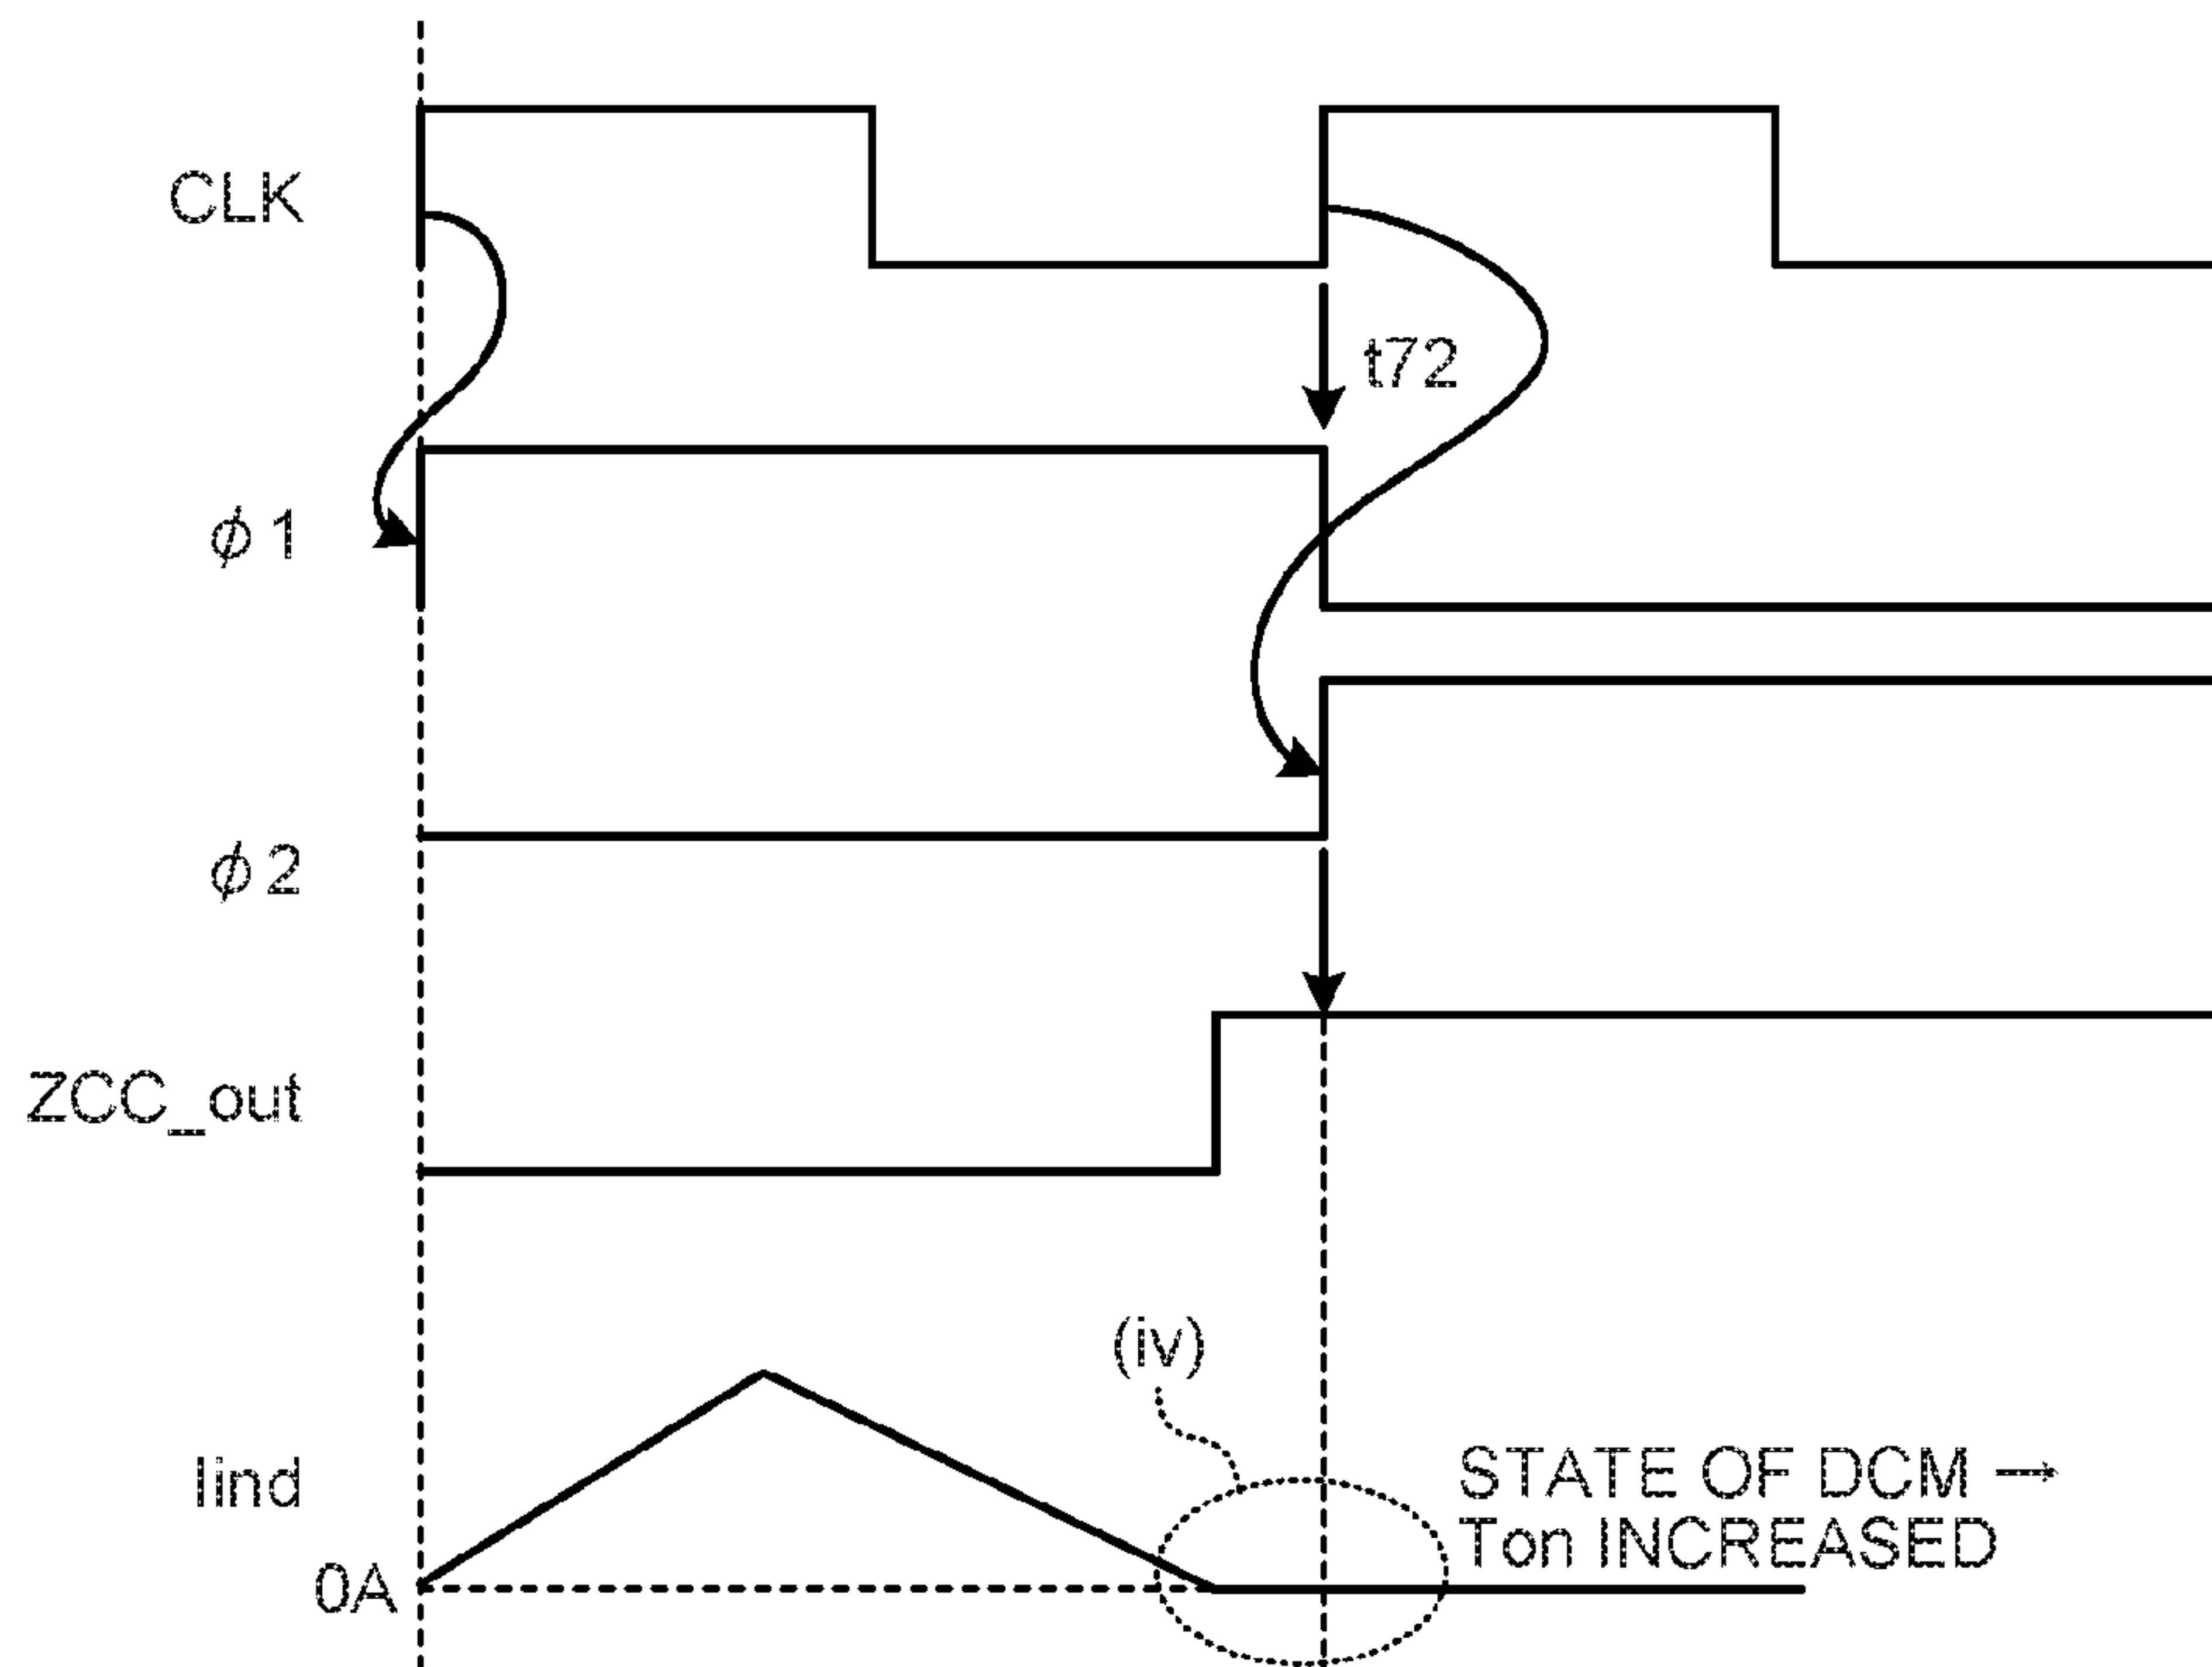 CLK
t72
ϕ1
ϕ2
ZCC_out
(iv)
Iind
STATE OF DCM →
Ton INCREASED
0A